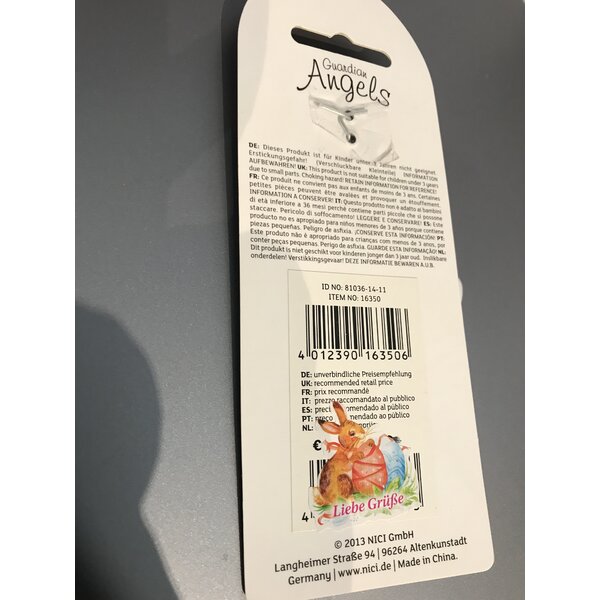 Guardian
Angels
DE: Dieses Produkt ist für Kinder unter 3 Jahren nicht geeignet.
Erstickungsgefahr! (Verschluckbare Kleinteile) INFORMATION
AUFBEWAHREN! UK: This product is not suitable for children under 3 years
due to small parts. Choking hazard! RETAIN INFORMATION FOR REFERENCE!
FR: Ce produit ne convient pas aux enfants de moins de 3 ans. Certaines
petites pièces peuvent être avalées et provoquer un étouffement.
INFORMATION A CONSERVER! IT: Questo prodotto non è adatto ai bambini
di età inferiore a 36 mesi perché contiene parti piccole che si possono
staccare. Pericolo di soffocamento! LEGGERE E CONSERVARE! ES: Este
producto no es apropiado para niños menores de 3 años porque contiene
piezas pequeñas. Peligro de asfixia. ¡CONSERVE ESTA INFORMACIÓN! PT:
Este produto não è apropriado para crianças com menos de 3 anos, por
conter peças pequenas. Perigo de asfixia. GUARDE ESTA INFORMAÇÃO! NL:
Dit produkt is niet geschikt voor kinderen jonger dan 3 jaar oud. Inslikbare
onderdelen! Verstikkingsgevaar! DEZE INFORMATIE BEWAREN A.U.B.
ID NO: 81036-14-11
ITEM NO: 16350
4 012390 163506
DE: unverbindliche Preisempfehlung
UK: recommended retail price
FR: prix recommandé
IT: prezzo raccomandato al pubblico
ES: preci mendado al público
PT: preco omendado ao público
NL:
€
4
Liebe Grüße
© 2013 NICI GmbH
Langheimer Straße 94 | 96264 Altenkunstadt
Germany | www.nici.de | Made in China.